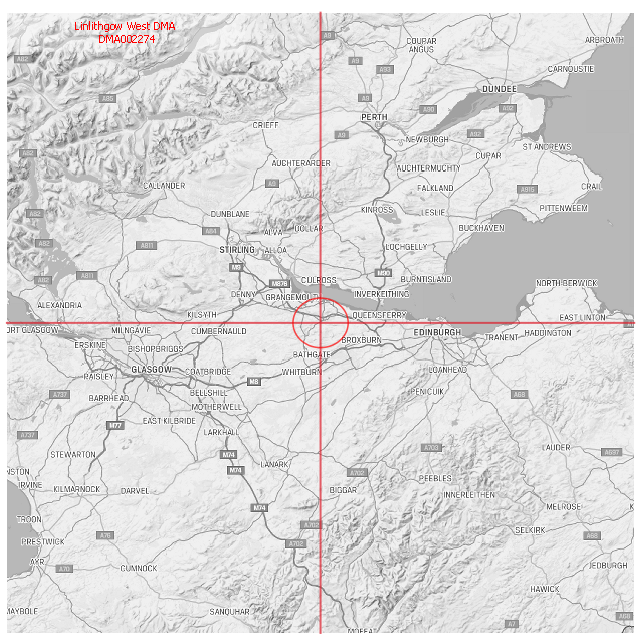 Linlithgow West DMA
DMA002274
A9
ARBROATH
COUPAR
ANGUS
A82
A9
A93
CARNOUSTIE
DUNDEE
A85
A9
A90
A92
PERTH
CRIEFF
A9
NEWBURGH
A92
ST ANDREWS
A82
CUPAR
AUCHTERARDER
AUCHTERMUCHTY
CALLANDER
A9
FALKLAND
A915
CRAIL
KINROSS
LESLIE
PITTENWEEM
A82
DUNBLANE
DOLLAR
BUCKHAVEN
A84
ALVA
A82
A811
STIRLING
ALLOA
LOCHGELLY
M9
A82
A811
M876
CULROSS
M90
BURNTISLAND
NORTH BERWICK
DENNY
GRANGEMOUTH
INVERKEITHING
ALEXANDRIA
KILSYTH
QUEENSFERRY
EAST LINTON
ORT GLASGOW
MILNGAVIE
CUMBERNAULD
EDINBURGH
HADDINGTON
ERSKINE
BISHOPBRIGGS
BROXBURN
TRANENT
BATHGATE
GLASGOW
COATBRIDGE
WHITBURN
LOANHEAD
PAISLEY
M8
A737
BARRHEAD
BELLSHILL
PENICUIK
A68
MOTHERWELL
M77
EAST KILBRIDE
A737
LARKHALL
A703
LAUDER
A697
STEWARTON
M74
LANARK
M74
A702
NSTON
IRVINE
KILMARNOCK
DARVEL
BIGGAR
PEEBLES
INNERLEITHEN
M74
MELROSE
K
TROON
A702
SELKIRK
A76
A68
PRESTWICK
A702
AYR
A70
CUMNOCK
JEDBURGH
HAWICK
MAYBOLE
SANQUHAR
A68
A7
MOFFAT